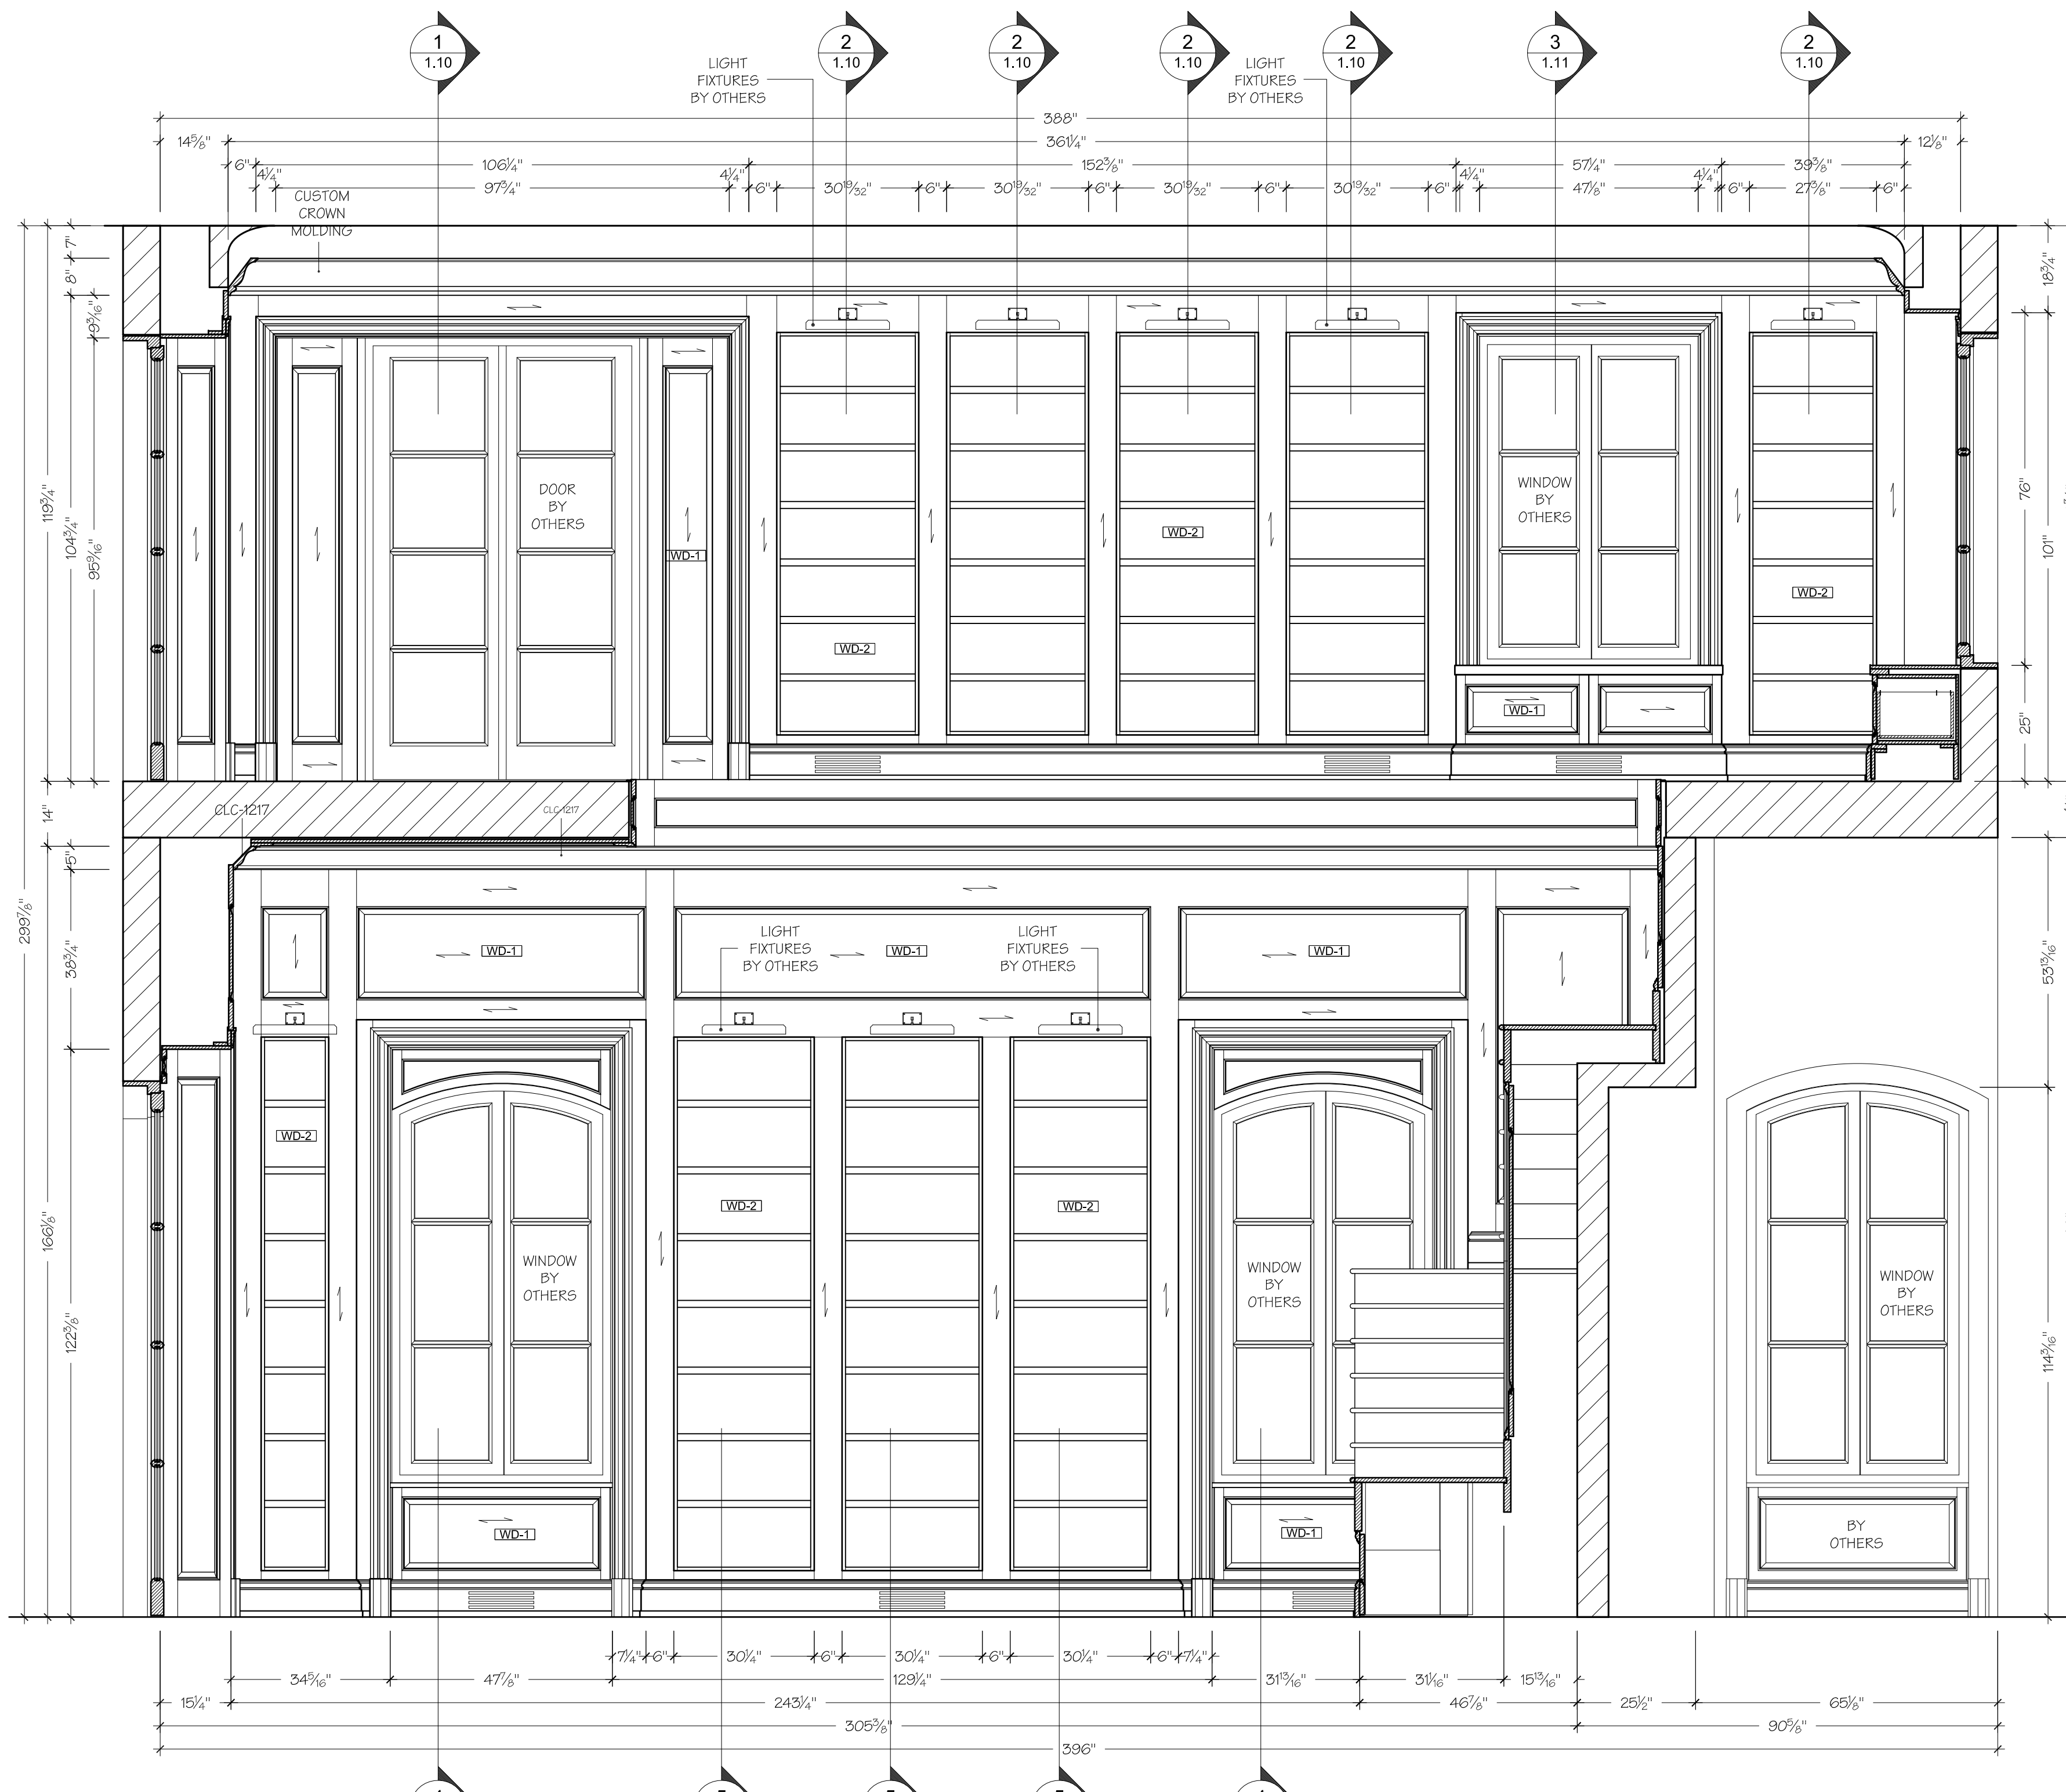 1
1.10
2
1.10
2
1.10
2
1.10
2
1.10
3
1.11
2
1.10
LIGHT
FIXTURES
BY OTHERS
LIGHT
FIXTURES
BY OTHERS
388"
14⅝"
361¼"
12⅛"
6"
106¼"
152⅜"
57¼"
39⅜"
4¼"
97¾"
4¼"
6"
30¹⁹⁄₃₂"
6"
30¹⁹⁄₃₂"
6"
30¹⁹⁄₃₂"
6"
30¹⁹⁄₃₂"
6"
4¼"
47⅛"
4¼"
6"
27⅜"
6"
CUSTOM
CROWN
MOLDING
7"
8"
9³⁄₁₆"
119¾"
104¾"
95⁹⁄₁₆"
18¾"
76"
101"
25"
DOOR
BY
OTHERS
WD-1
WD-2
WD-2
WINDOW
BY
OTHERS
WD-2
WD-1
14"
CLC-1217
CLC-1217
299⅞"
5"
38¾"
166⅛"
122⅜"
53¹³⁄₁₆"
114³⁄₁₆"
WD-1
LIGHT
FIXTURES
BY OTHERS
WD-1
LIGHT
FIXTURES
BY OTHERS
WD-1
WD-2
WD-2
WD-2
WINDOW
BY
OTHERS
WINDOW
BY
OTHERS
WINDOW
BY
OTHERS
WD-1
WD-1
BY
OTHERS
7¼"
6"
30¼"
6"
30¼"
6"
30¼"
6"
7¼"
34⁵⁄₁₆"
47⅞"
129¼"
31¹³⁄₁₆"
31¹⁄₁₆"
15¹³⁄₁₆"
15¼"
243¼"
46⅞"
25½"
65⅛"
305⅜"
90⅝"
396"